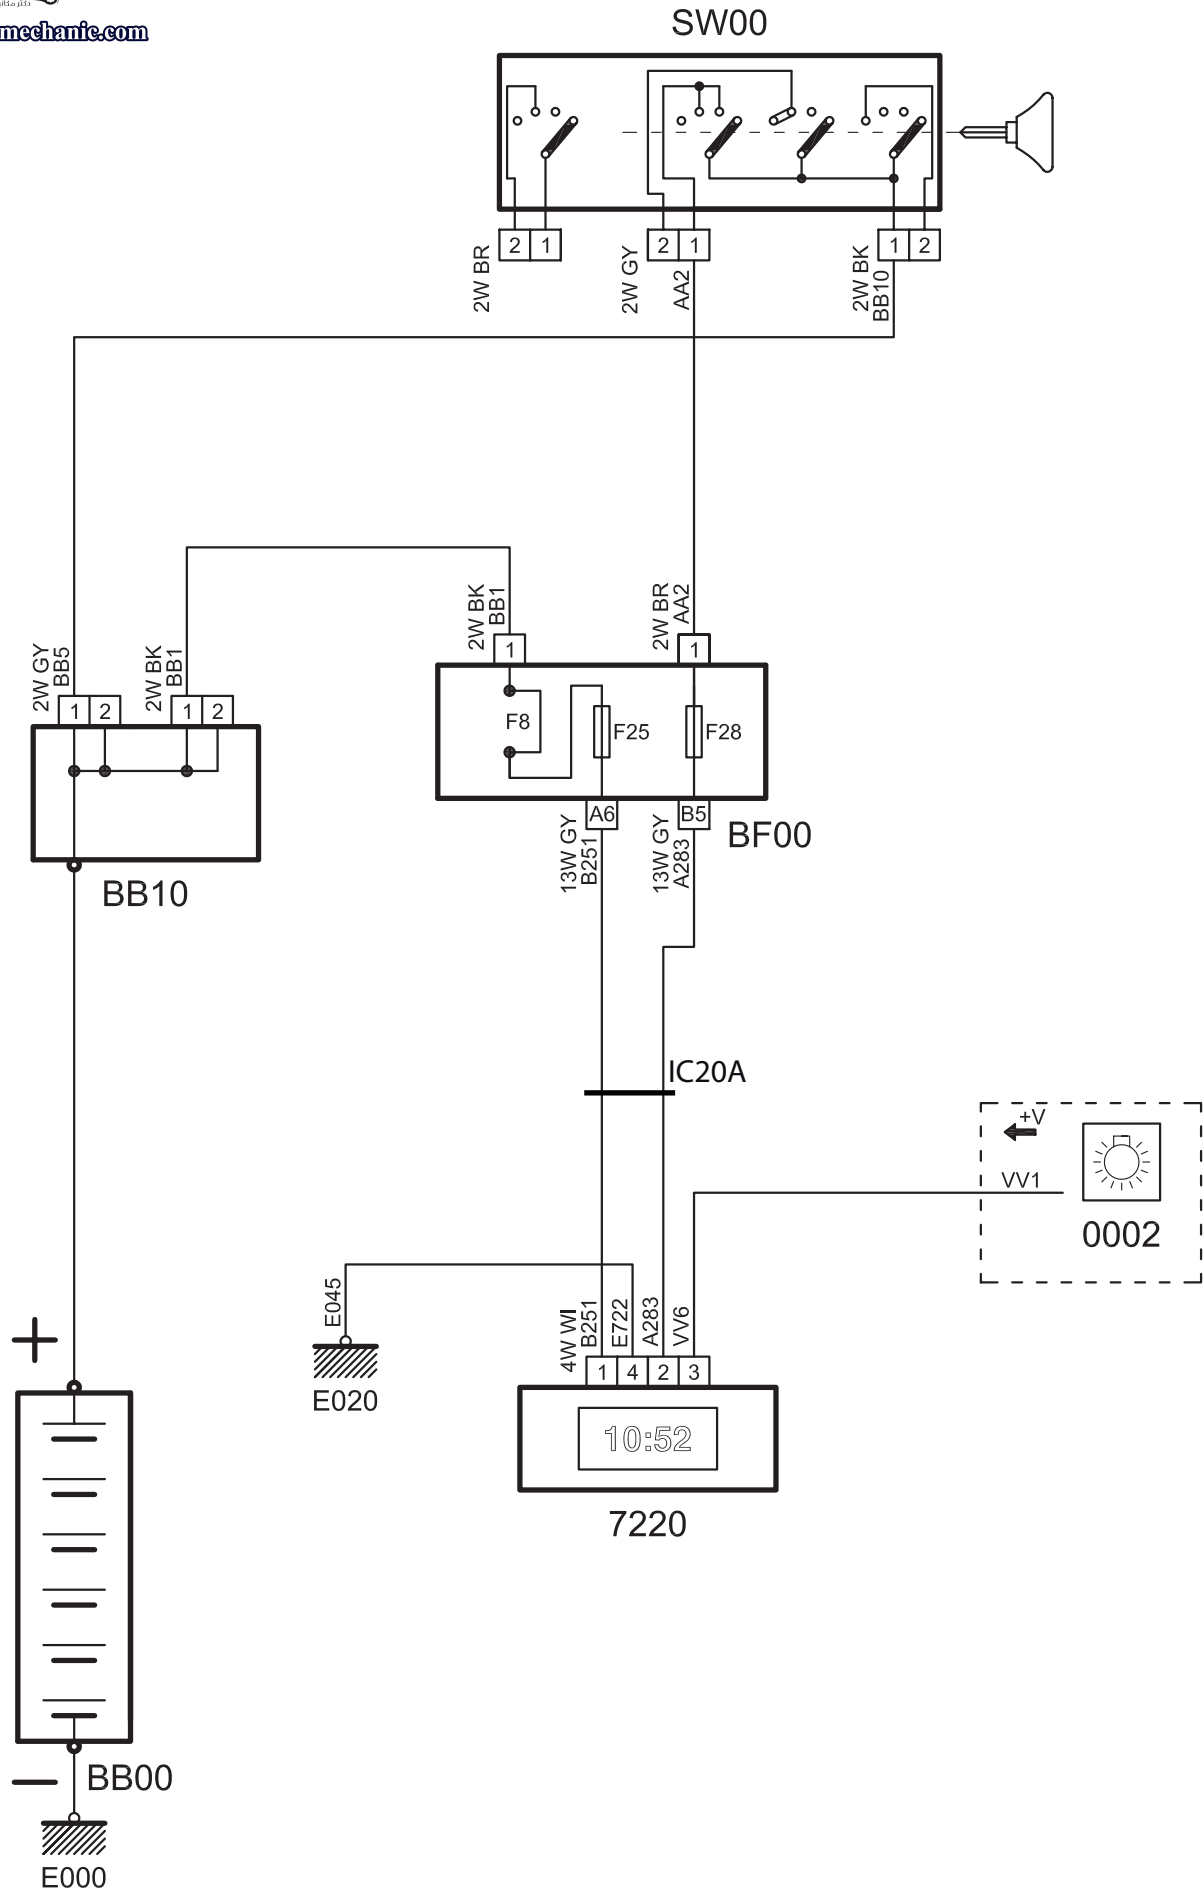 دکتر مکانیک
mechanic.com
SW00
2 1
2 1
1 2
2W BR
2W GY
AA2
2W BK
BB10
2W GY
BB5
2W BK
BB1
2W BK
BB1
2W BR
AA2
1 2
1 2
1
1
F8
F25
F28
A6
B5
BF00
13W GY
B251
13W GY
A283
BB10
IC20A
+V
VV1
0002
E045
E020
4W WI
B251
E722
A283
VV6
1 4 2 3
10:52
7220
+
BB00
E000